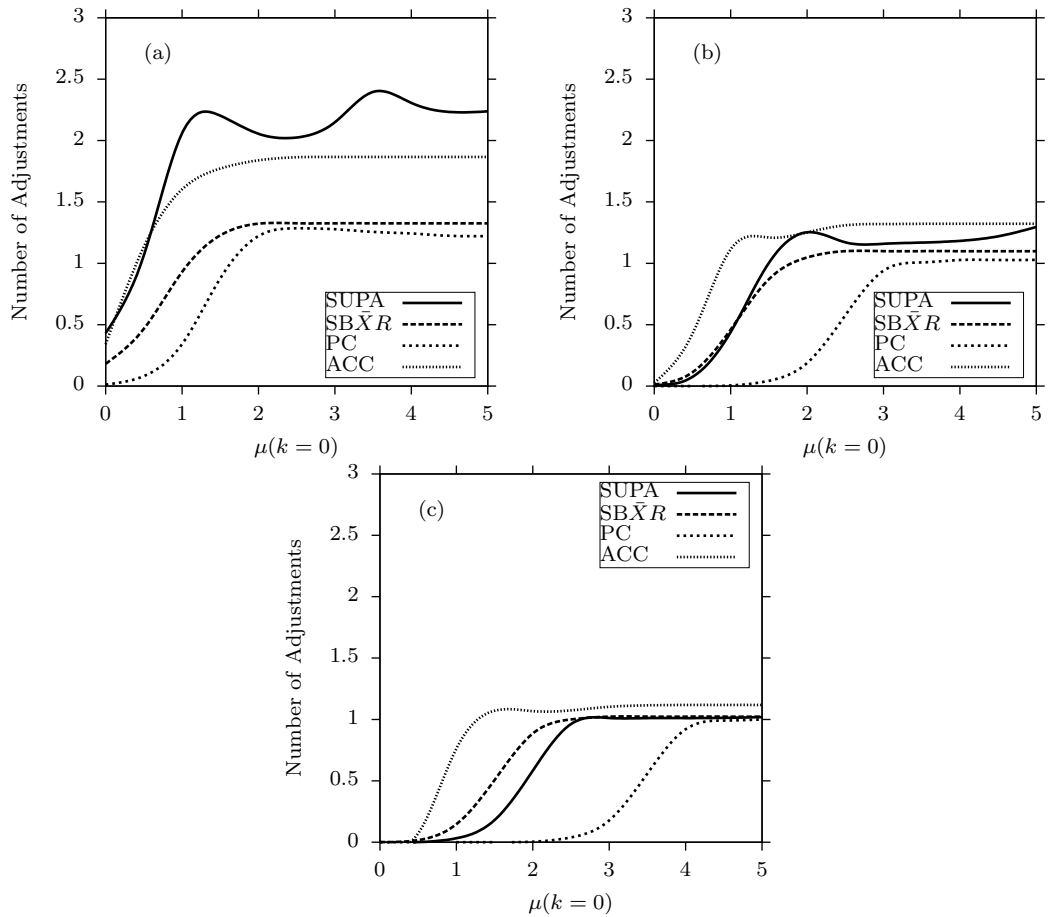 (a)
Number of Adjustments
3
2.5
2
1.5
1
0.5
0
0 1 2 3 4 5
μ(k = 0)
SUPA
SBX̄R
PC
ACC
(b)
Number of Adjustments
3
2.5
2
1.5
1
0.5
0
0 1 2 3 4 5
μ(k = 0)
SUPA
SBX̄R
PC
ACC
(c)
Number of Adjustments
3
2.5
2
1.5
1
0.5
0
0 1 2 3 4 5
μ(k = 0)
SUPA
SBX̄R
PC
ACC